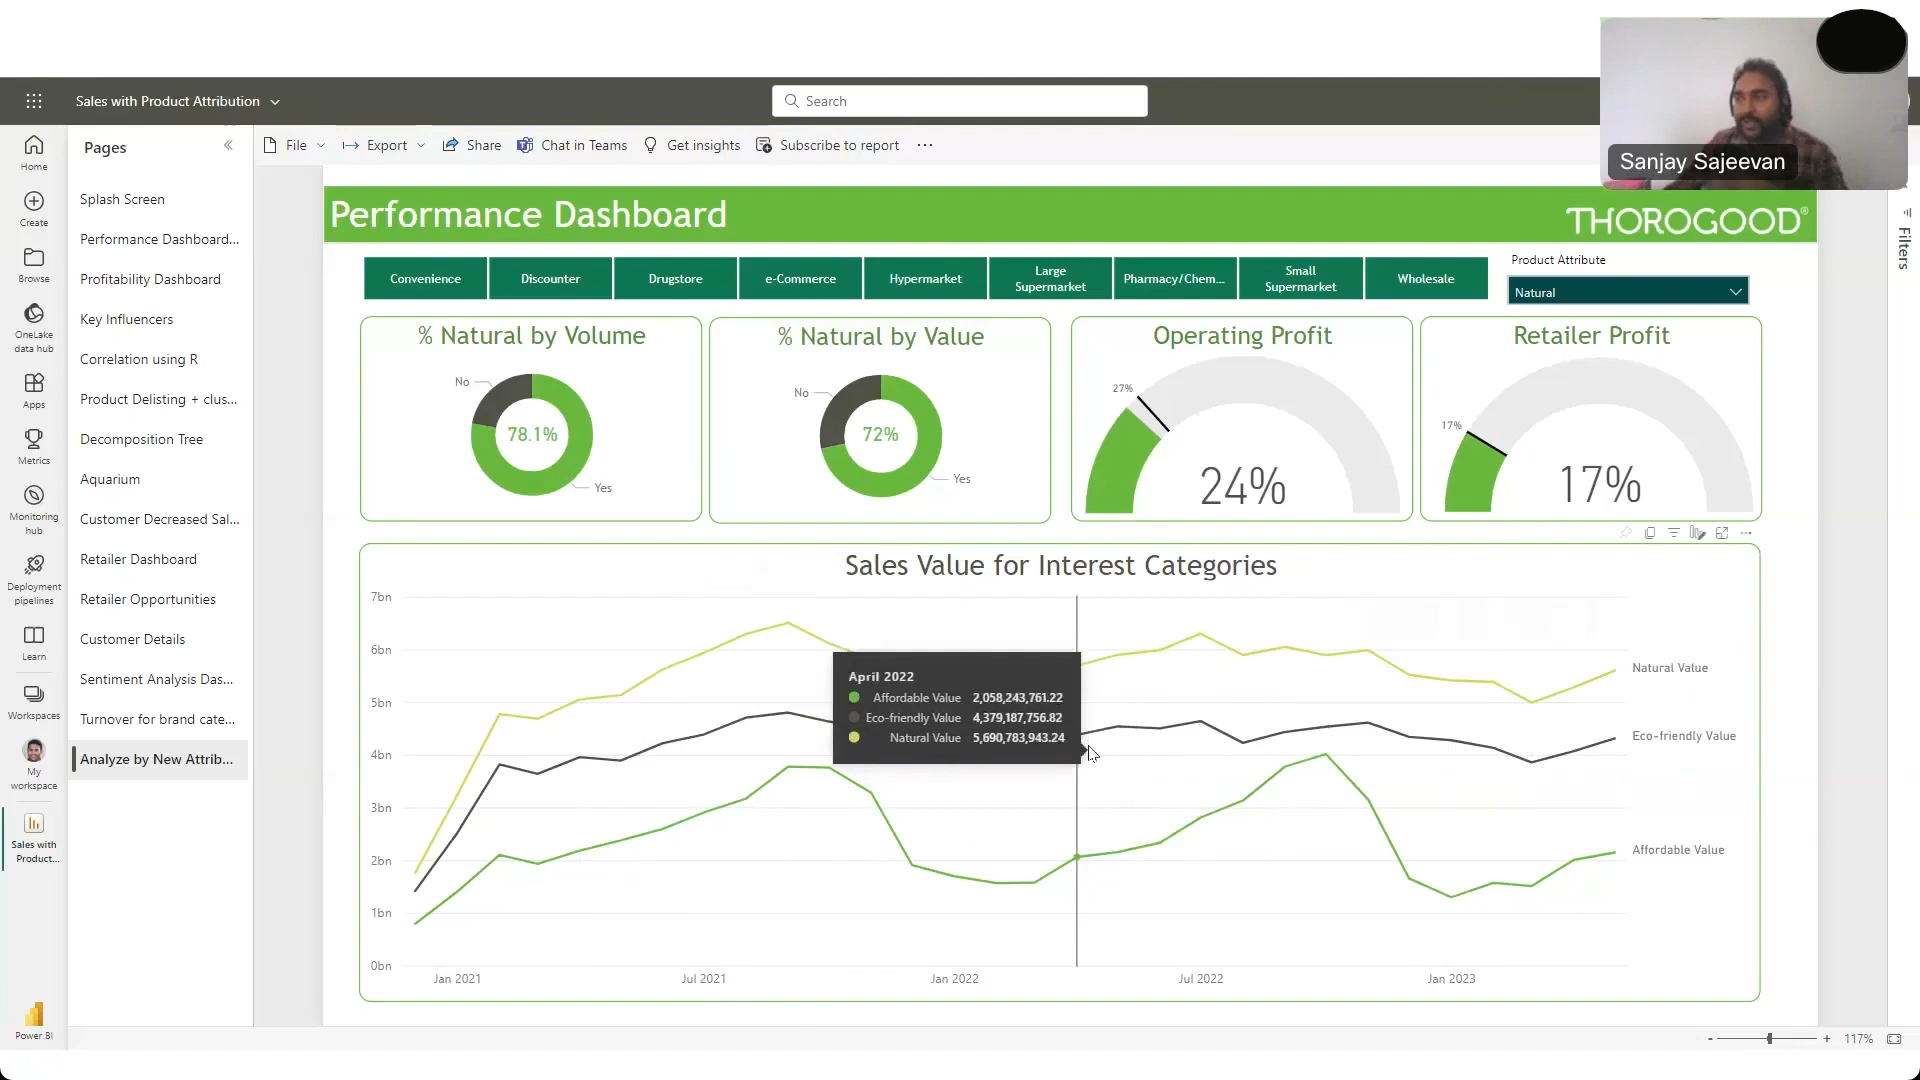 Sanjay Sajeevan
Sales with Product Attribution
Search
Home
Create
Browse
OneLake
data hub
Apps
Metrics
Monitoring
hub
Deployment
pipelines
Learn
Workspaces
My
workspace
Sales with
Product...
Power BI
Pages
Splash Screen
Performance Dashboard...
Profitability Dashboard
Key Influencers
Correlation using R
Product Delisting + clus...
Decomposition Tree
Aquarium
Customer Decreased Sal...
Retailer Dashboard
Retailer Opportunities
Customer Details
Sentiment Analysis Das...
Turnover for brand cate...
Analyze by New Attrib...
File Export Share Chat in Teams Get insights Subscribe to report ...
Filters
Performance Dashboard
THOROGOOD®
Convenience
Discounter
Drugstore
e-Commerce
Hypermarket
Large
Supermarket
Pharmacy/Chem...
Small
Supermarket
Wholesale
Product Attribute
Natural
% Natural by Volume
No
78.1%
Yes
% Natural by Value
No
72%
Yes
Operating Profit
27%
24%
Retailer Profit
17%
17%
Sales Value for Interest Categories
7bn
6bn
5bn
4bn
3bn
2bn
1bn
0bn
April 2022
Affordable Value 2,058,243,761.22
Eco-friendly Value 4,379,187,756.82
Natural Value 5,690,783,943.24
Natural Value
Eco-friendly Value
Affordable Value
Jan 2021 Jul 2021 Jan 2022 Jul 2022 Jan 2023
- + 117%